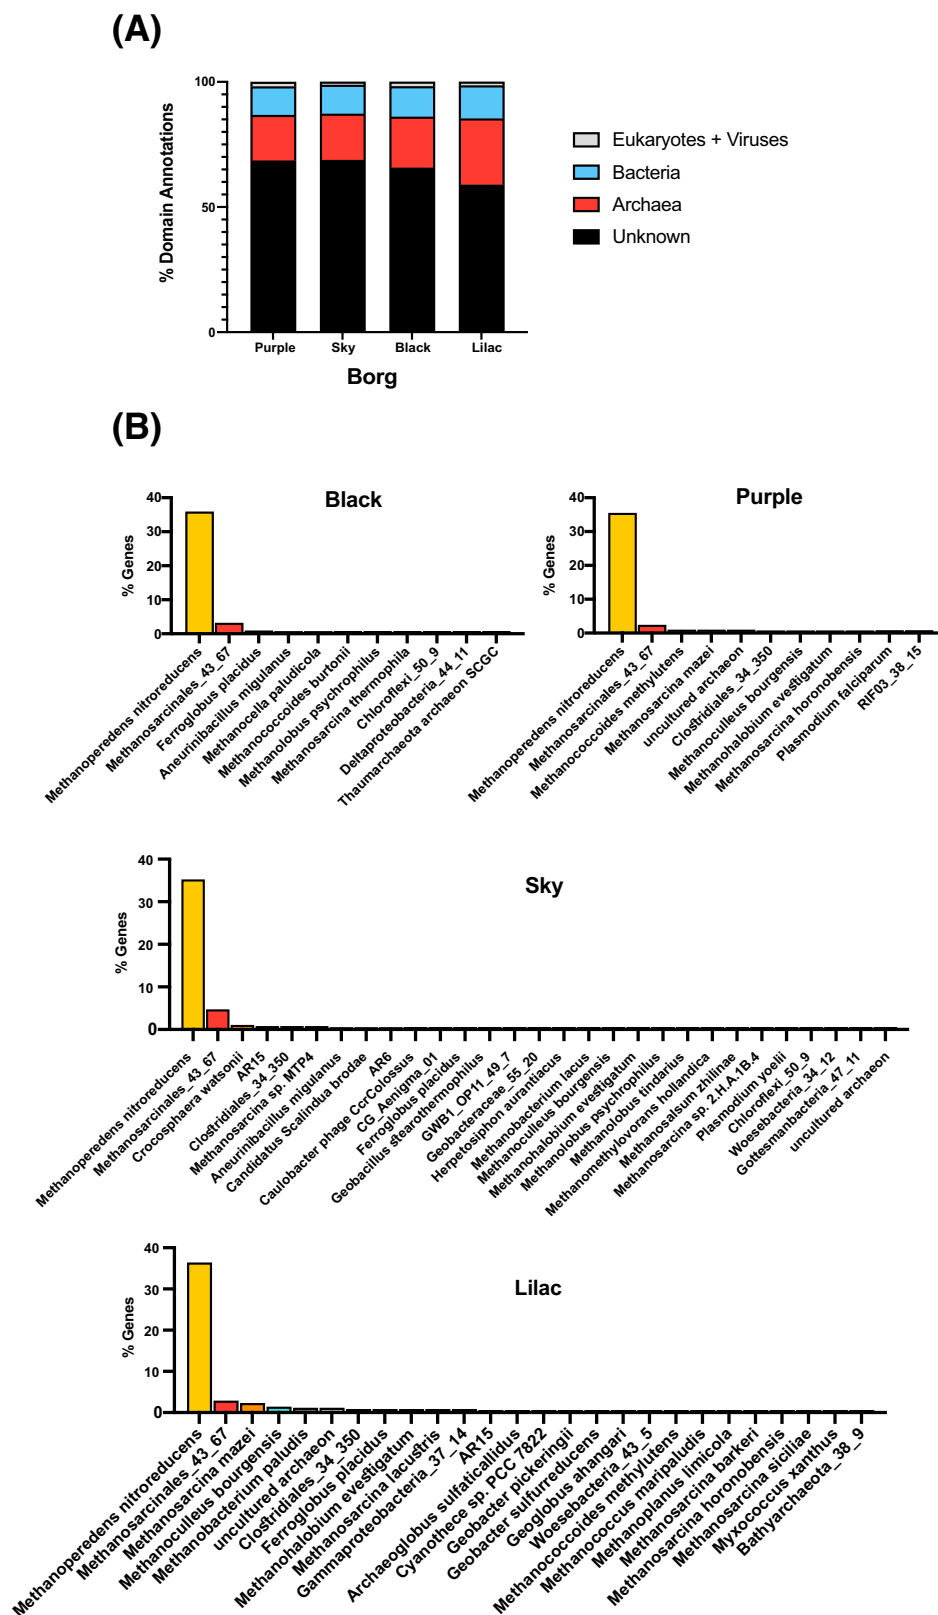 (A)
100
50
0
% Domain Annotations
Purple
Sky
Black
Lilac
Borg
Eukaryotes + Viruses
Bacteria
Archaea
Unknown
(B)
Black
40
30
20
10
0
% Genes
Methanoperedens nitroreducens
Methanosarcinales_43_67
Ferroglobus placidus
Aneurinibacillus migulanus
Methanocella paludicola
Methanococcoides burtonii
Methanolobus psychrophilus
Methanosarcina thermophila
Chloroflexi_50_9
Deltaproteobacteria_44_11
Thaumarchaeota archaeon SCGC
Purple
40
30
20
10
0
% Genes
Methanoperedens nitroreducens
Methanosarcinales_43_67
Methanococcoides methylutens
Methanosarcina mazei
uncultured archaeon
Clostridiales_34_350
Methanoculleus bourgensis
Methanohalobium evestigatum
Methanosarcina horonobensis
Plasmodium falciparum
RIF03_38_15
Sky
40
30
20
10
0
% Genes
Methanoperedens nitroreducens
Methanosarcinales_43_67
Crocosphaera watsonii
AR15
Clostridiales_34_350
Methanosarcina sp. MTP4
Aneurinibacillus migulanus
Candidatus Scalindua brodae
AR6
Caulobacter phage CcrColossus
CG_Aenigma_01
Ferroglobus placidus
Geobacillus stearothermophilus
GWB1_OP11_49_7
Geobacteraceae_55_20
Herpetosiphon aurantiacus
Methanobacterium lacus
Methanoculleus bourgensis
Methanohalobium evestigatum
Methanolobus psychrophilus
Methanolobus tindarius
Methanomethylovorans hollandica
Methanosalsum zhilinae
Methanosarcina sp. 2.H.A.1B.4
Plasmodium yoelii
Chloroflexi_50_9
Woesebacteria_34_12
Gottesmanbacteria_47_11
uncultured archaeon
Lilac
40
30
20
10
0
% Genes
Methanoperedens nitroreducens
Methanosarcinales_43_67
Methanosarcina mazei
Methanoculleus bourgensis
Methanobacterium paludis
uncultured archaeon
Clostridiales_34_350
Ferroglobus placidus
Methanohalobium evestigatum
Methanosarcina lacustris
Gammaproteobacteria_37_14
AR15
Archaeoglobus sulfaticallidus
Cyanothece sp. PCC 7822
Geobacter pickeringii
Geobacter sulfurreducens
Geoglobus ahangari
Woesebacteria_43_5
Methanococcoides methylutens
Methanococcus maripaludis
Methanoplanus limicola
Methanosarcina barkeri
Methanosarcina horonobensis
Methanosarcina siciliae
Myxococcus xanthus
Bathyarchaeota_38_9